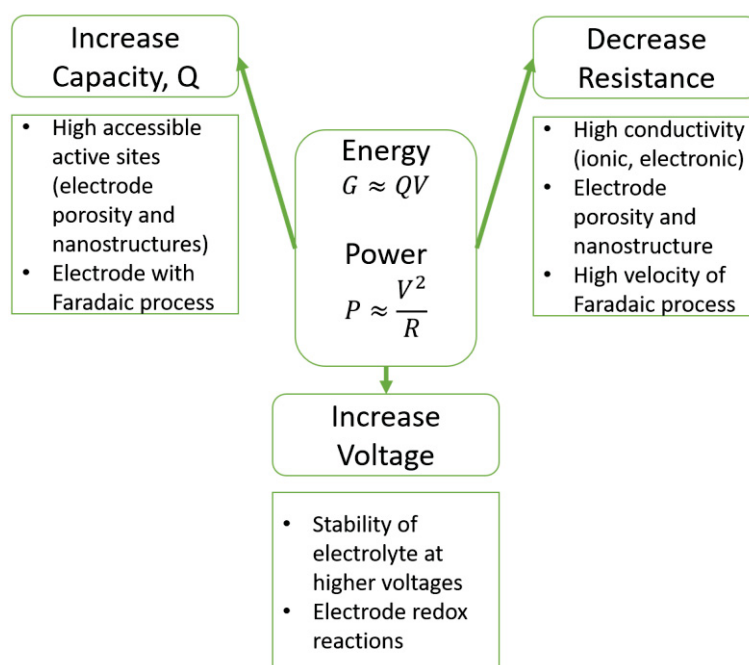 Increase
Capacity, Q
• High accessible
active sites
(electrode
porosity and
nanostructures)
• Electrode with
Faradaic process
Energy
G ≈ QV
Power
P ≈ V²/R
Decrease
Resistance
• High conductivity
(ionic, electronic)
• Electrode
porosity and
nanostructure
• High velocity of
Faradaic process
Increase
Voltage
• Stability of
electrolyte at
higher voltages
• Electrode redox
reactions